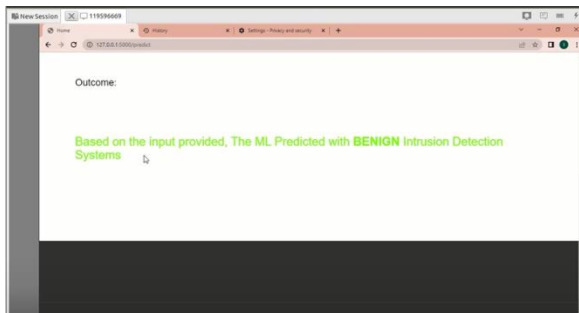 New Session 119596669
Home History Settings - Privacy and security
127.0.0.1:5000/predict
Outcome:
Based on the input provided, The ML Predicted with BENIGN Intrusion Detection
Systems